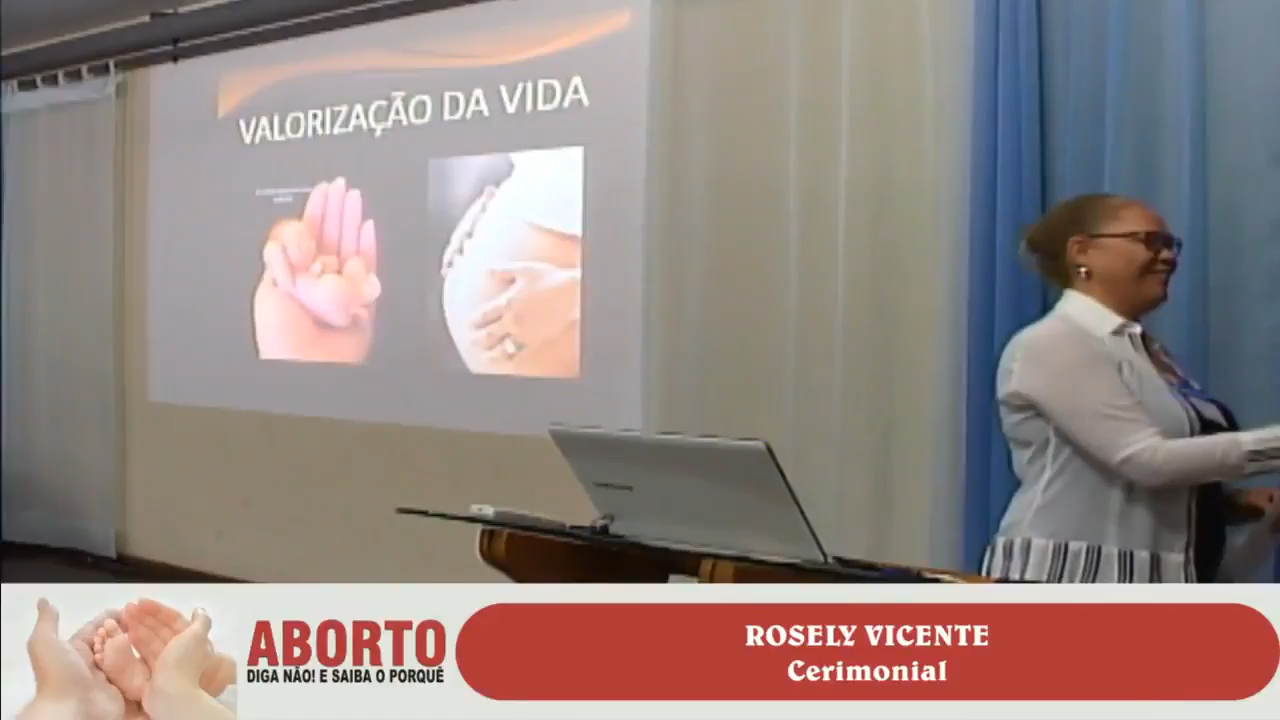 VALORIZAÇÃO DA VIDA
ABORTO
DIGA NÃO! E SAIBA O PORQUÊ
ROSELY VICENTE
Cerimonial